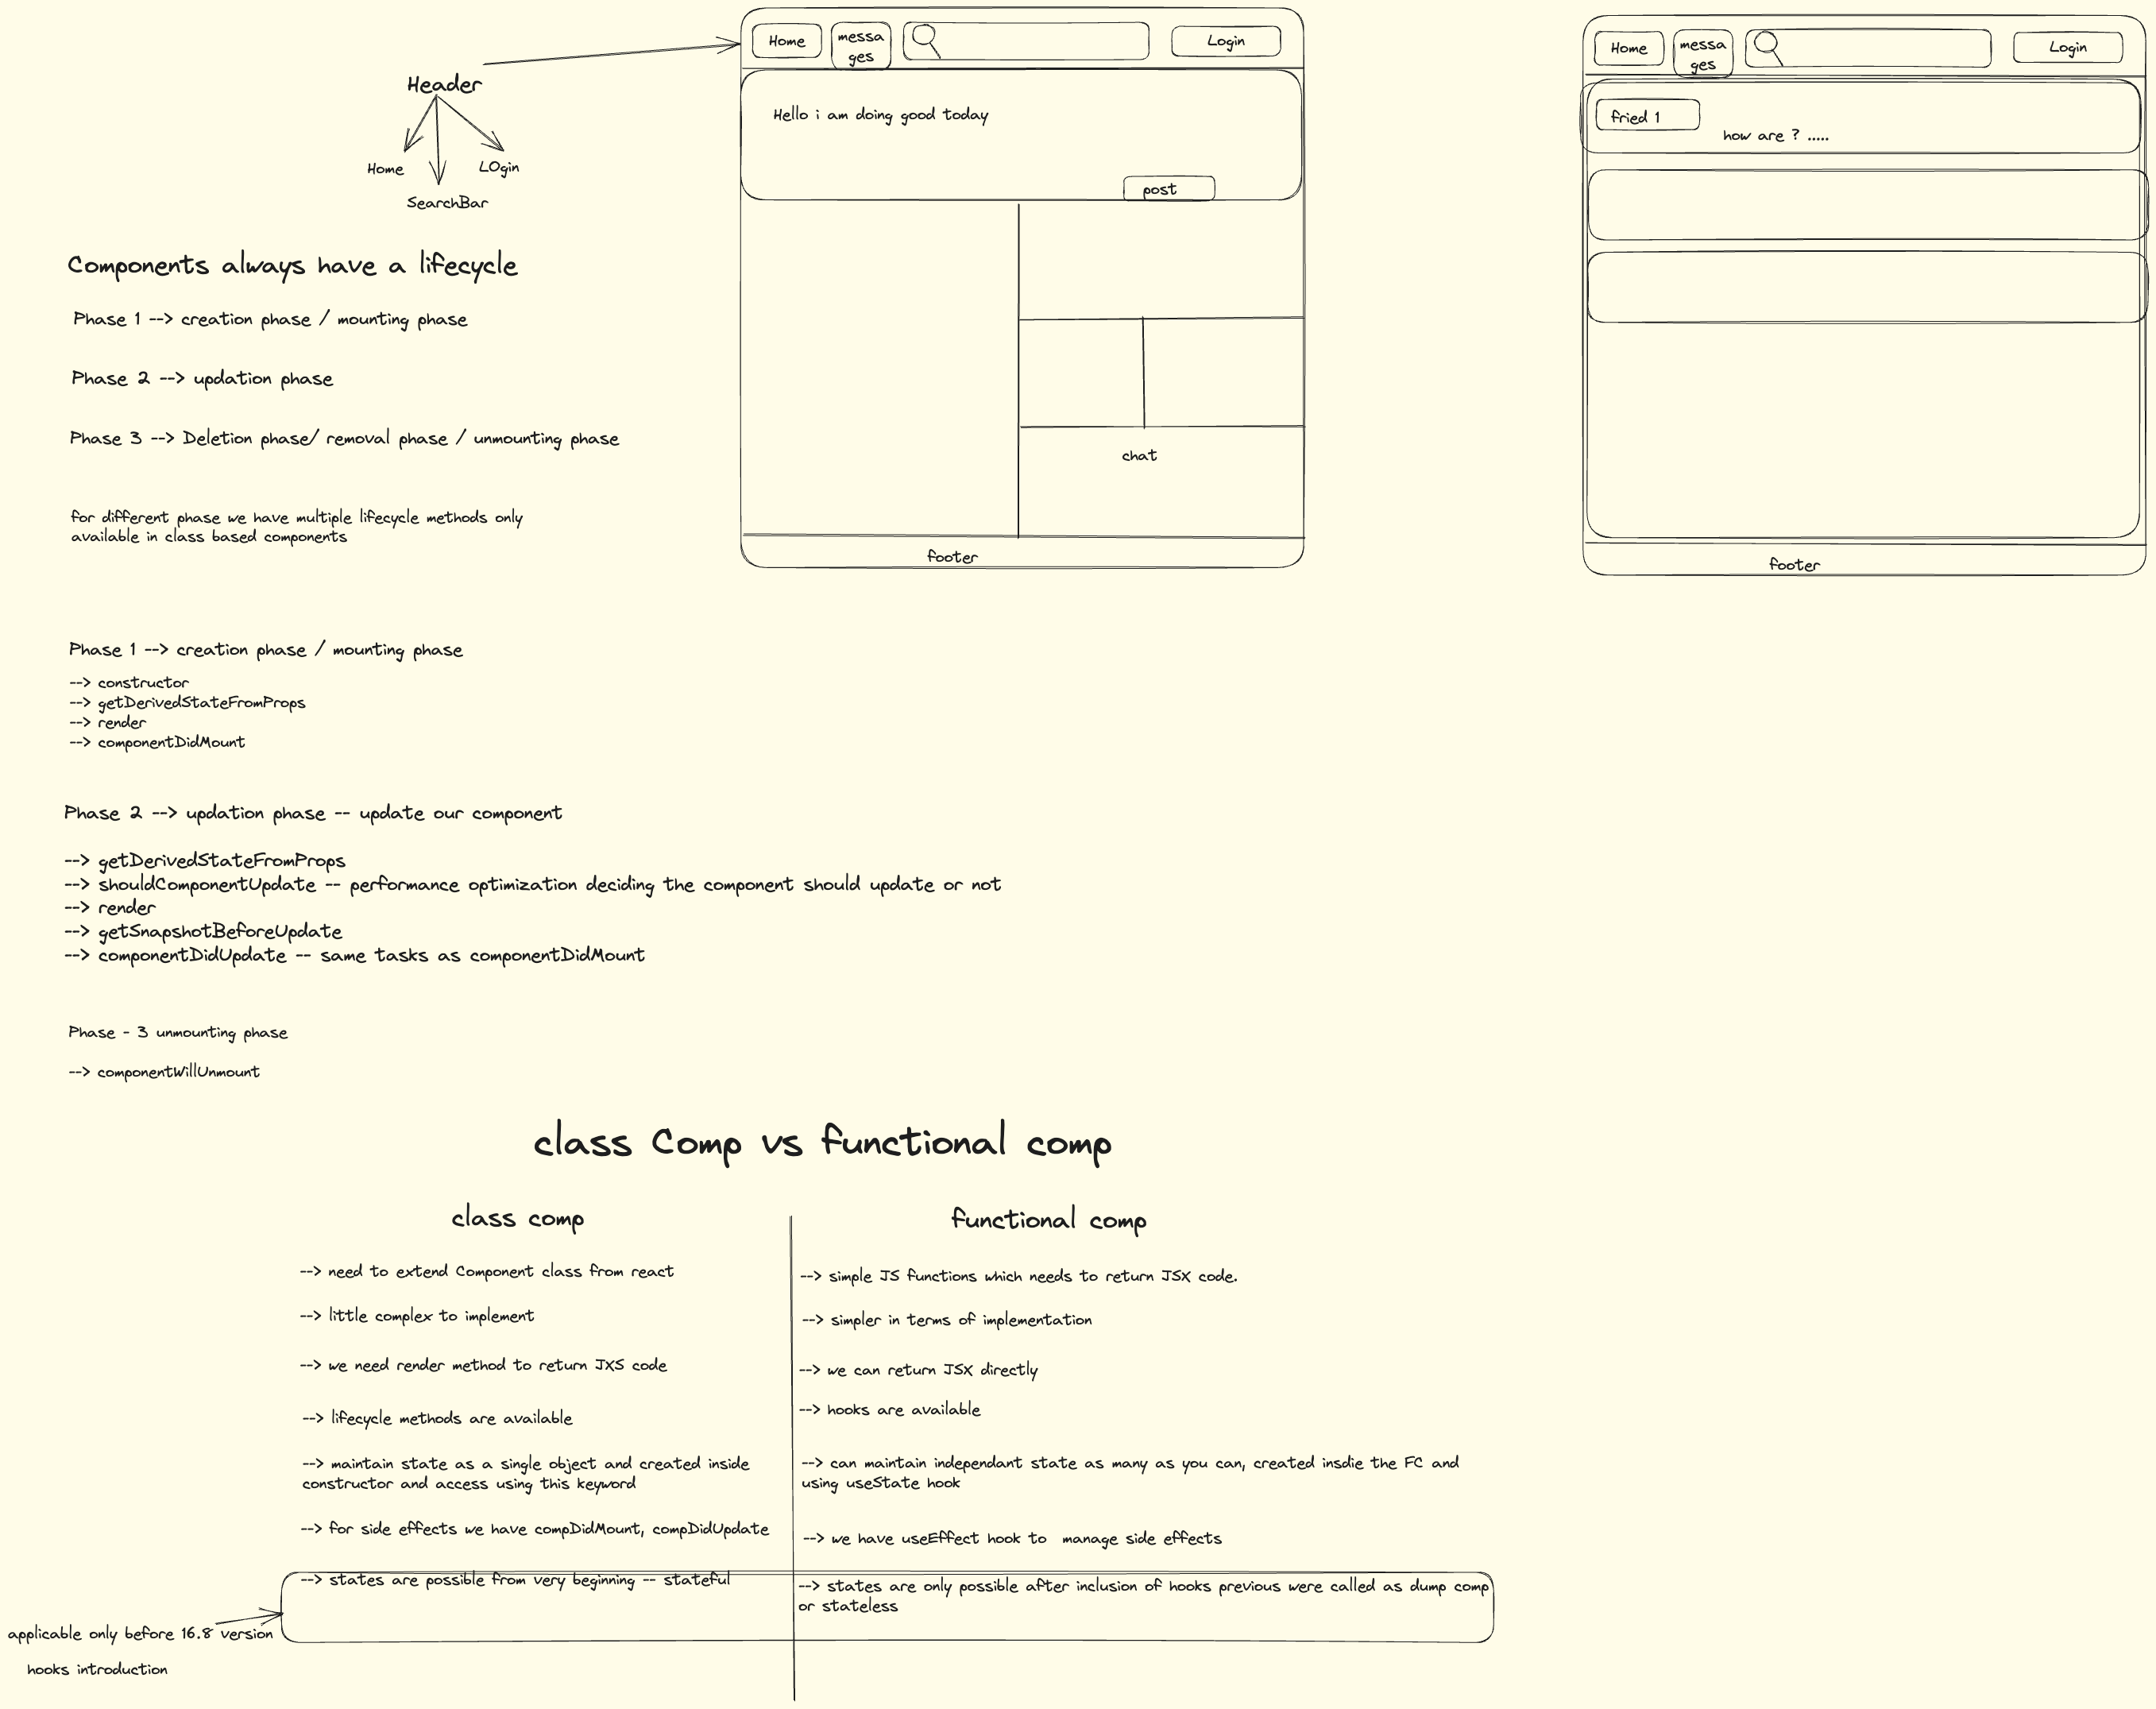 Header
Home
LOgin
SearchBar
Home
messa
ges
Login
Hello i am doing good today
post
chat
footer
Home
messa
ges
Login
fried 1
how are ? .....
footer
Components always have a lifecycle
Phase 1 --> creation phase / mounting phase
Phase 2 --> updation phase
Phase 3 --> Deletion phase/ removal phase / unmounting phase
for different phase we have multiple lifecycle methods only
available in class based components
Phase 1 --> creation phase / mounting phase
--> constructor
--> getDerivedStateFromProps
--> render
--> componentDidMount
Phase 2 --> updation phase -- update our component
--> getDerivedStateFromProps
--> shouldComponentUpdate -- performance optimization deciding the component should update or not
--> render
--> getSnapshotBeforeUpdate
--> componentDidUpdate -- same tasks as componentDidMount
Phase - 3 unmounting phase
--> componentWillUnmount
class Comp vs functional comp
class comp
--> need to extend Component class from react
--> little complex to implement
--> we need render method to return JXS code
--> lifecycle methods are available
--> maintain state as a single object and created inside
constructor and access using this keyword
--> for side effects we have compDidMount, compDidUpdate
--> states are possible from very beginning -- stateful
functional comp
--> simple JS functions which needs to return JSX code.
--> simpler in terms of implementation
--> we can return JSX directly
--> hooks are available
--> can maintain independant state as many as you can, created insdie the FC and
using useState hook
--> we have useEffect hook to manage side effects
--> states are only possible after inclusion of hooks previous were called as dump comp
or stateless
applicable only before 16.8 version
hooks introduction